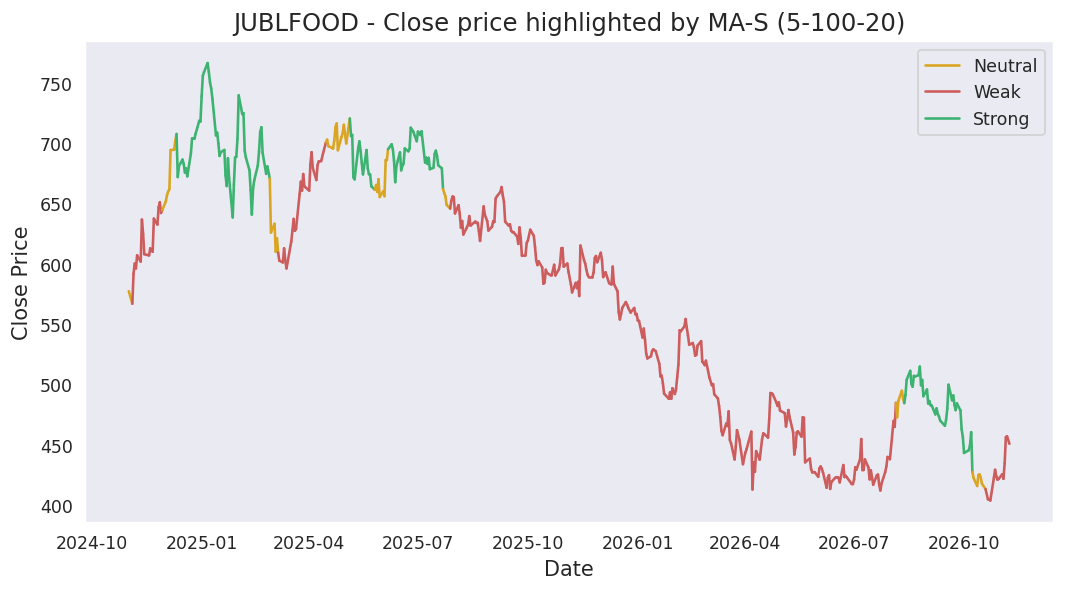 JUBLFOOD - Close price highlighted by MA-S (5-100-20)
Neutral
Weak
Strong
Close Price
750
700
650
600
550
500
450
400
2024-10 2025-01 2025-04 2025-07 2025-10 2026-01 2026-04 2026-07 2026-10
Date